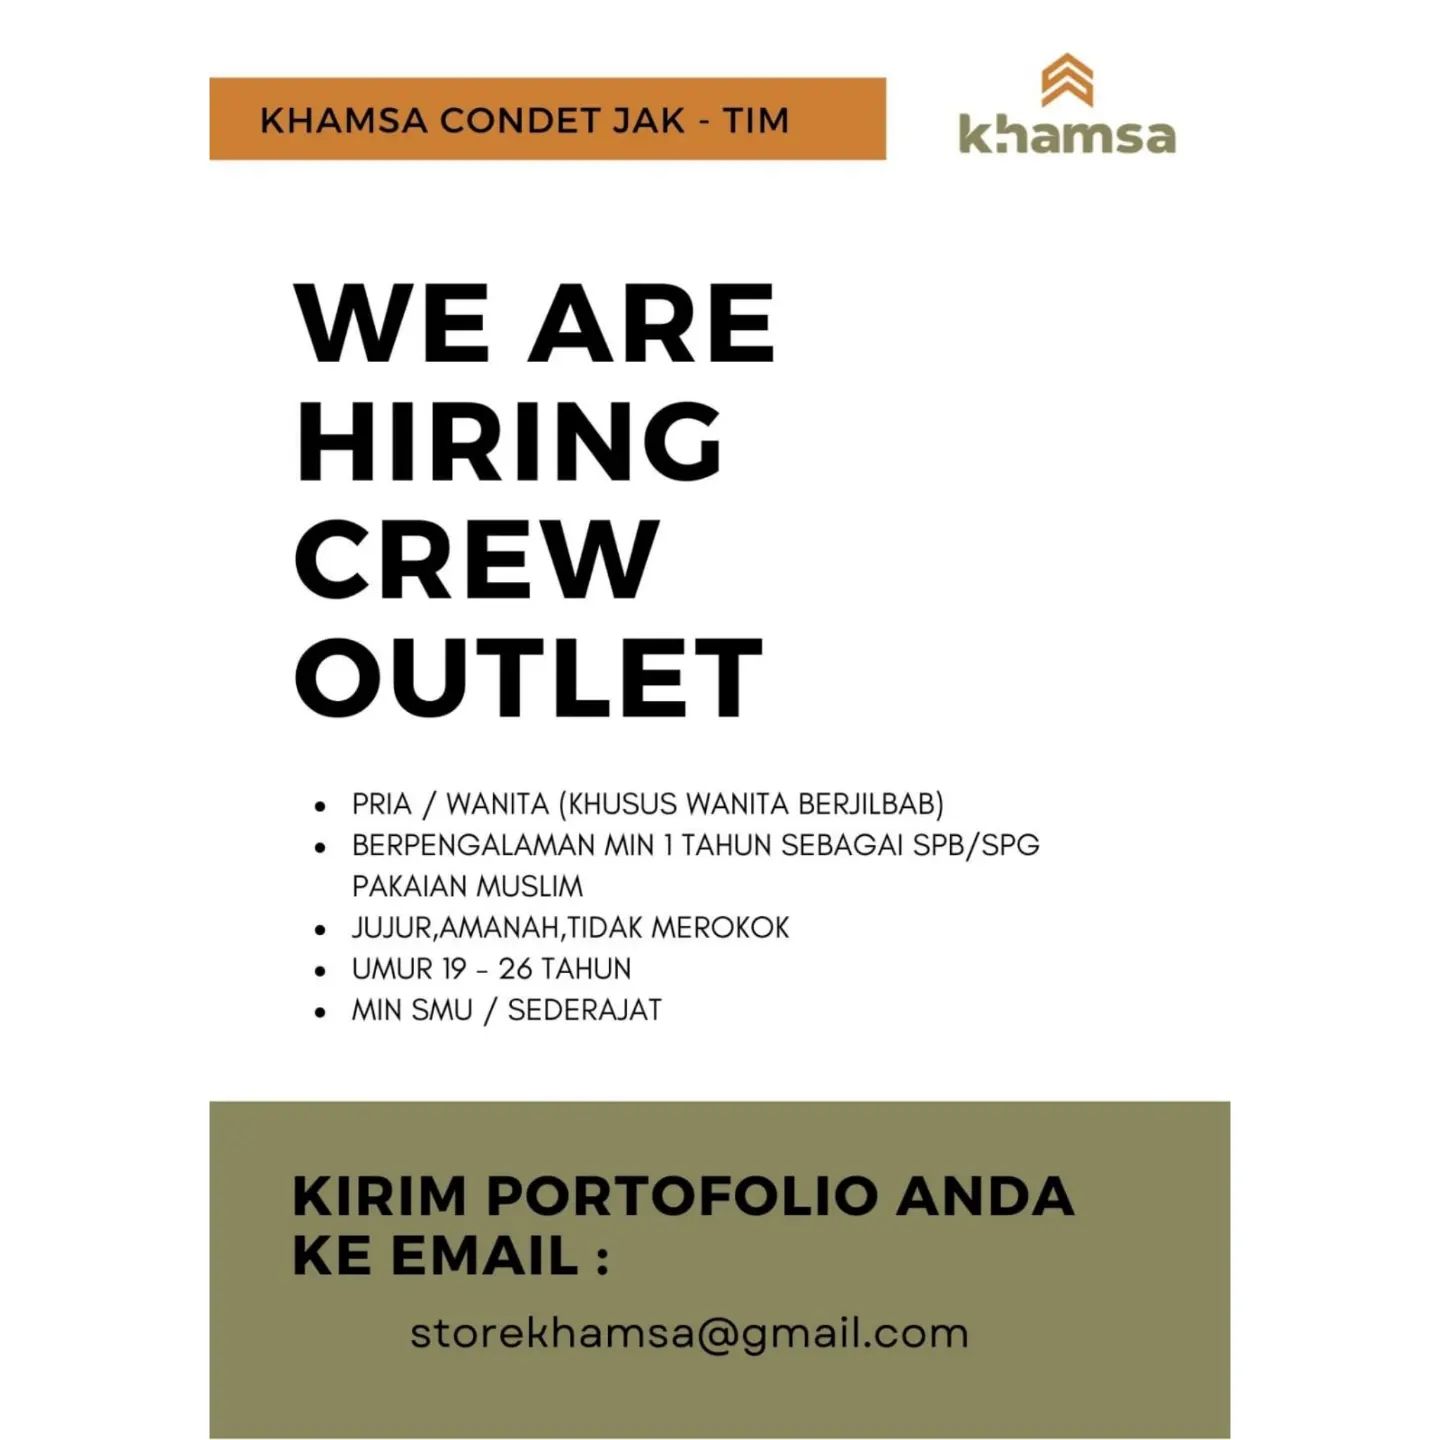 KHAMSA CONDET JAK - TIM
khamsa
WE ARE
HIRING
CREW
OUTLET
• PRIA / WANITA (KHUSUS WANITA BERJILBAB)
• BERPENGALAMAN MIN 1 TAHUN SEBAGAI SPB/SPG
PAKAIAN MUSLIM
• JUJUR,AMANAH,TIDAK MEROKOK
• UMUR 19 - 26 TAHUN
• MIN SMU / SEDERAJAT
KIRIM PORTOFOLIO ANDA
KE EMAIL :
storekhamsa@gmail.com